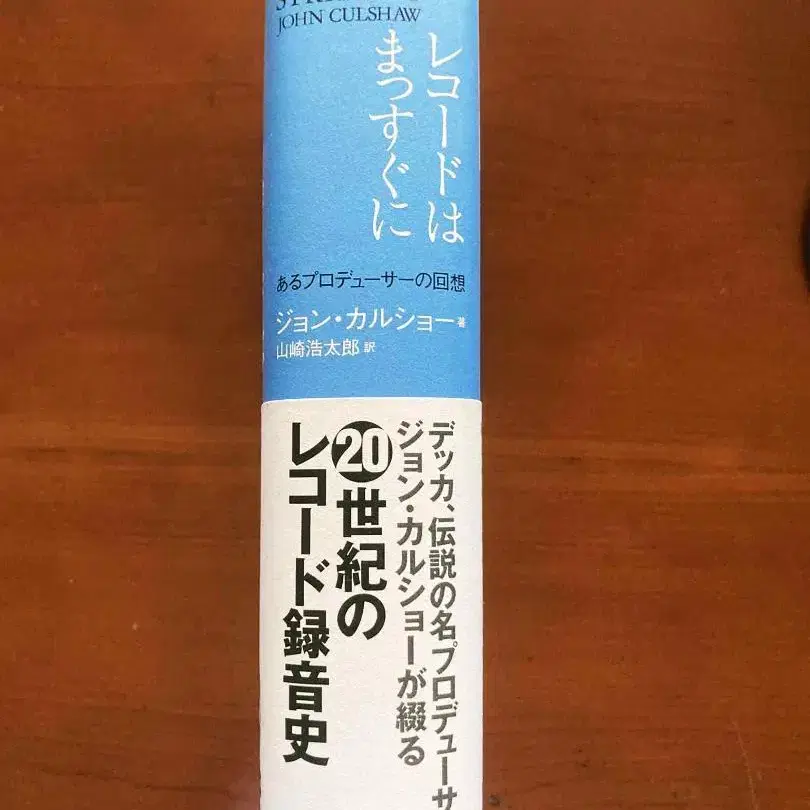 JOHN CULSHAW
レコードは
まっすぐに
あるプロデューサーの回想
ジョン・カルショー 著
山崎浩太郎 訳
デッカ、伝説の名プロデューサ
ジョン・カルショーが綴る
20世紀の
レコード録音史